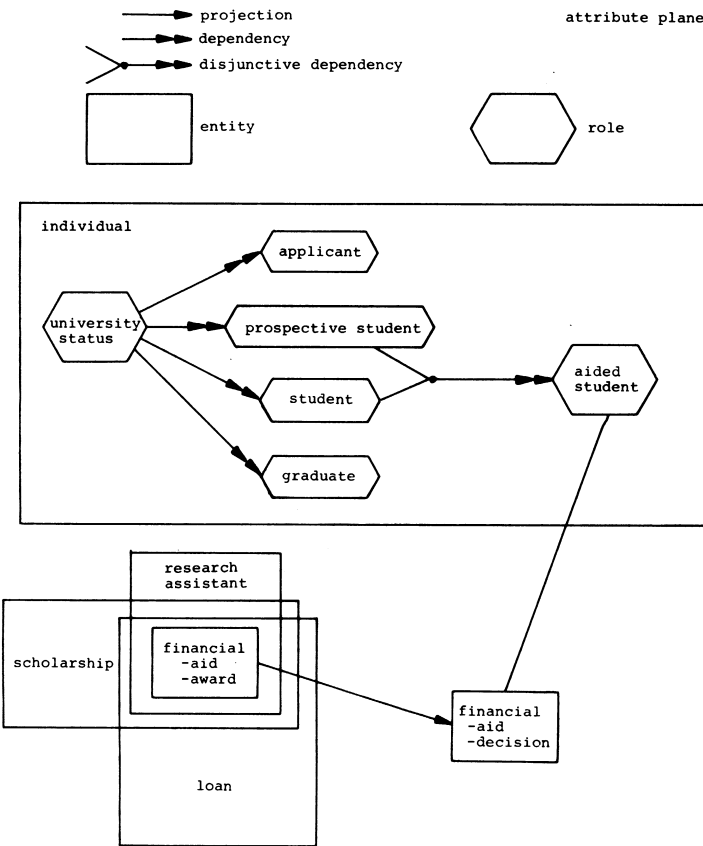 projection
attribute plane
dependency
disjunctive dependency
entity
role
individual
applicant
university
status
prospective student
aided
student
student
graduate
research
assistant
scholarship
financial
-aid
-award
financial
-aid
-decision
loan